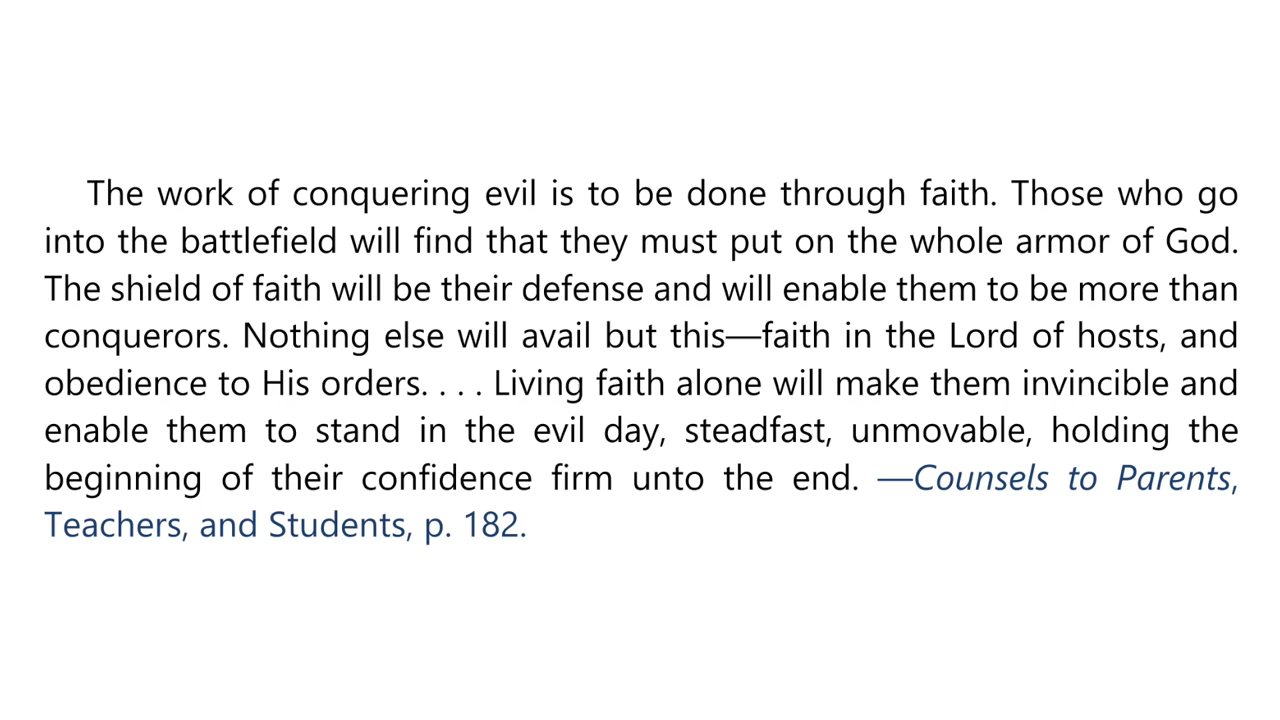 The work of conquering evil is to be done through faith. Those who go
into the battlefield will find that they must put on the whole armor of God.
The shield of faith will be their defense and will enable them to be more than
conquerors. Nothing else will avail but this—faith in the Lord of hosts, and
obedience to His orders. . . . Living faith alone will make them invincible and
enable them to stand in the evil day, steadfast, unmovable, holding the
beginning of their confidence firm unto the end. —Counsels to Parents,
Teachers, and Students, p. 182.